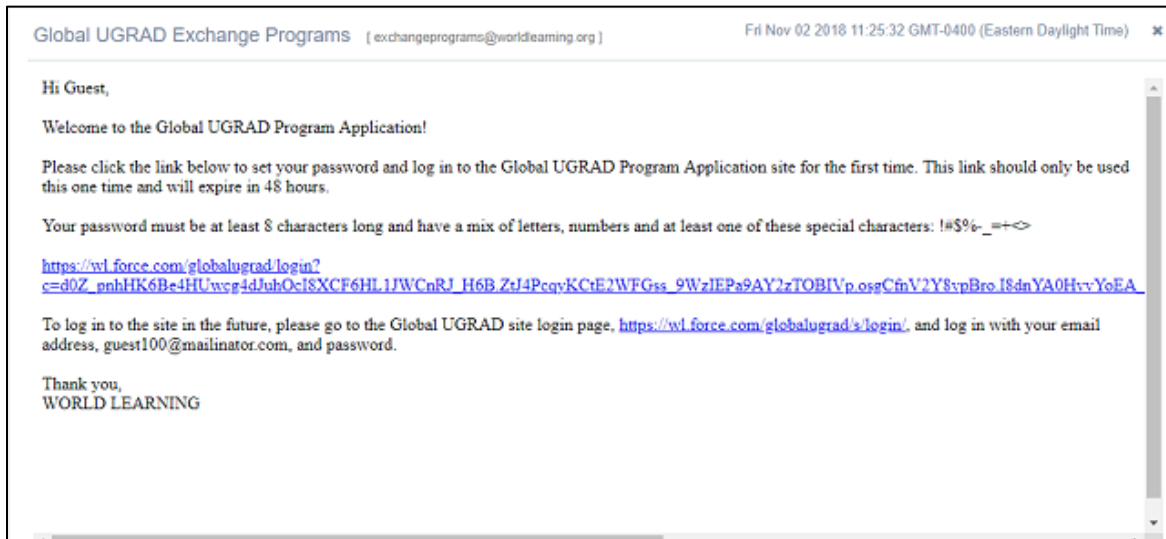 Global UGRAD Exchange Programs [ exchangeprograms@worldlearning.org ] Fri Nov 02 2018 11:25:32 GMT-0400 (Eastern Daylight Time) ×
Hi Guest,
Welcome to the Global UGRAD Program Application!
Please click the link below to set your password and log in to the Global UGRAD Program Application site for the first time. This link should only be used
this one time and will expire in 48 hours.
Your password must be at least 8 characters long and have a mix of letters, numbers and at least one of these special characters: !#$%-_=+<>
https://wl.force.com/globalugrad/login?
To log in to the site in the future, please go to the Global UGRAD site login page, https://wl.force.com/globalugrad/s/login/, and log in with your email
address, guest100@mailinator.com, and password.
Thank you,
WORLD LEARNING